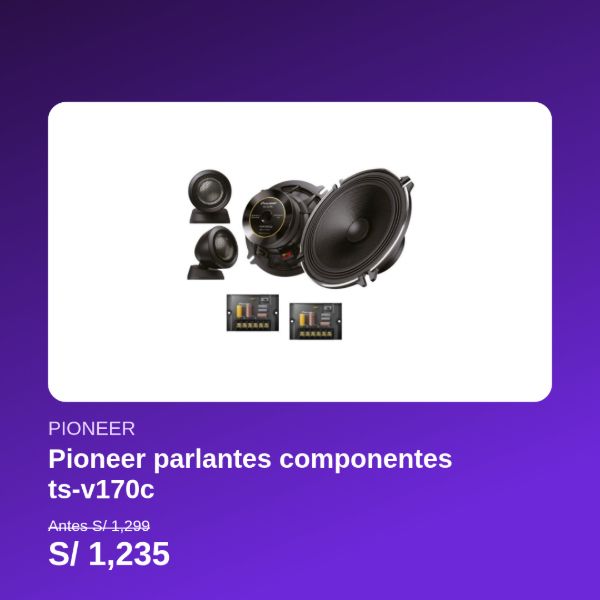 PIONEER
Pioneer parlantes componentes
ts-v170c
Antes S/ 1,299
S/ 1,235